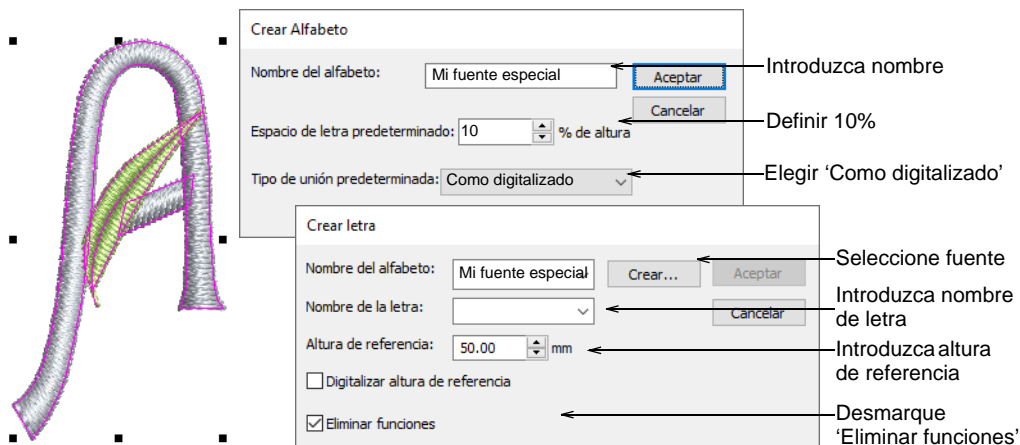 Crear Alfabeto
Nombre del alfabeto: Mi fuente especial Aceptar Introduzca nombre
Cancelar
Espacio de letra predeterminado: 10 % de altura Definir 10%
Tipo de unión predeterminada: Como digitalizado Elegir ‘Como digitalizado’
Crear letra
Nombre del alfabeto: Mi fuente especial Crear... Aceptar Seleccione fuente
Nombre de la letra: Cancelar Introduzca nombre
de letra
Altura de referencia: 50.00 mm Introduzca altura
de referencia
Digitalizar altura de referencia
Eliminar funciones Desmarque
‘Eliminar funciones’